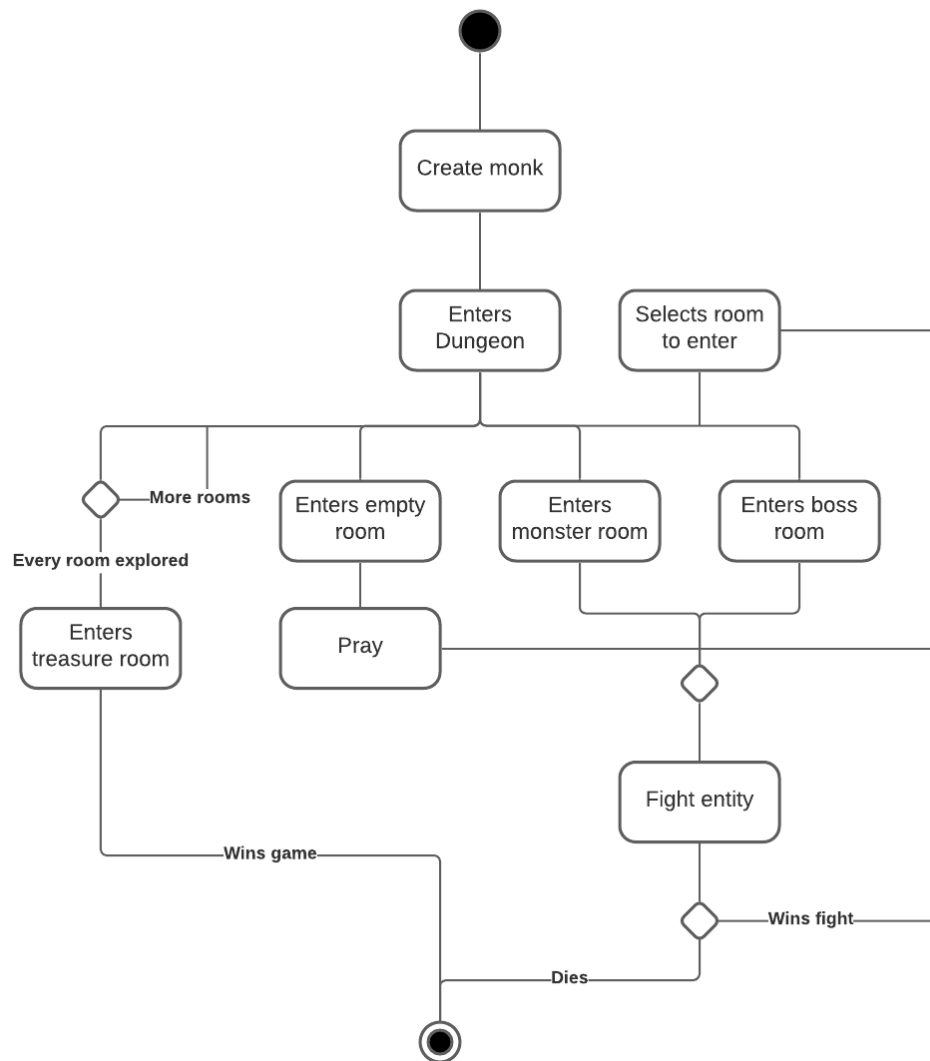 Create monk
Enters
Dungeon
Selects room
to enter
More rooms
Enters empty
room
Enters
monster room
Enters boss
room
Every room explored
Enters
treasure room
Pray
Fight entity
Wins game
Wins fight
Dies